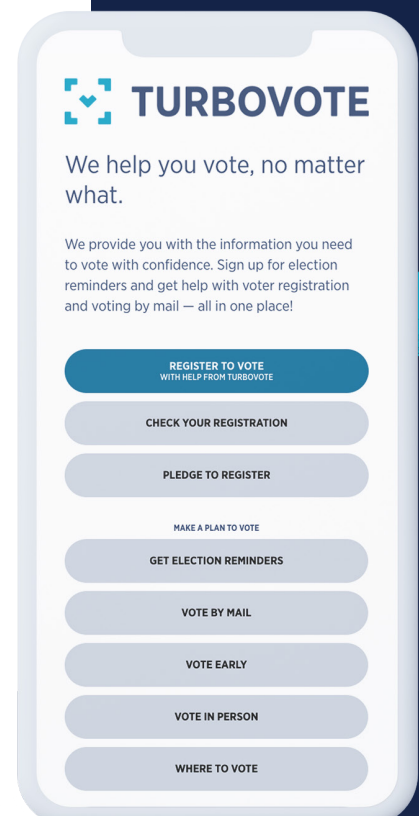 TURBOVOTE
We help you vote, no matter
what.
We provide you with the information you need
to vote with confidence. Sign up for election
reminders and get help with voter registration
and voting by mail — all in one place!
REGISTER TO VOTE
WITH HELP FROM TURBOVOTE
CHECK YOUR REGISTRATION
PLEDGE TO REGISTER
MAKE A PLAN TO VOTE
GET ELECTION REMINDERS
VOTE BY MAIL
VOTE EARLY
VOTE IN PERSON
WHERE TO VOTE